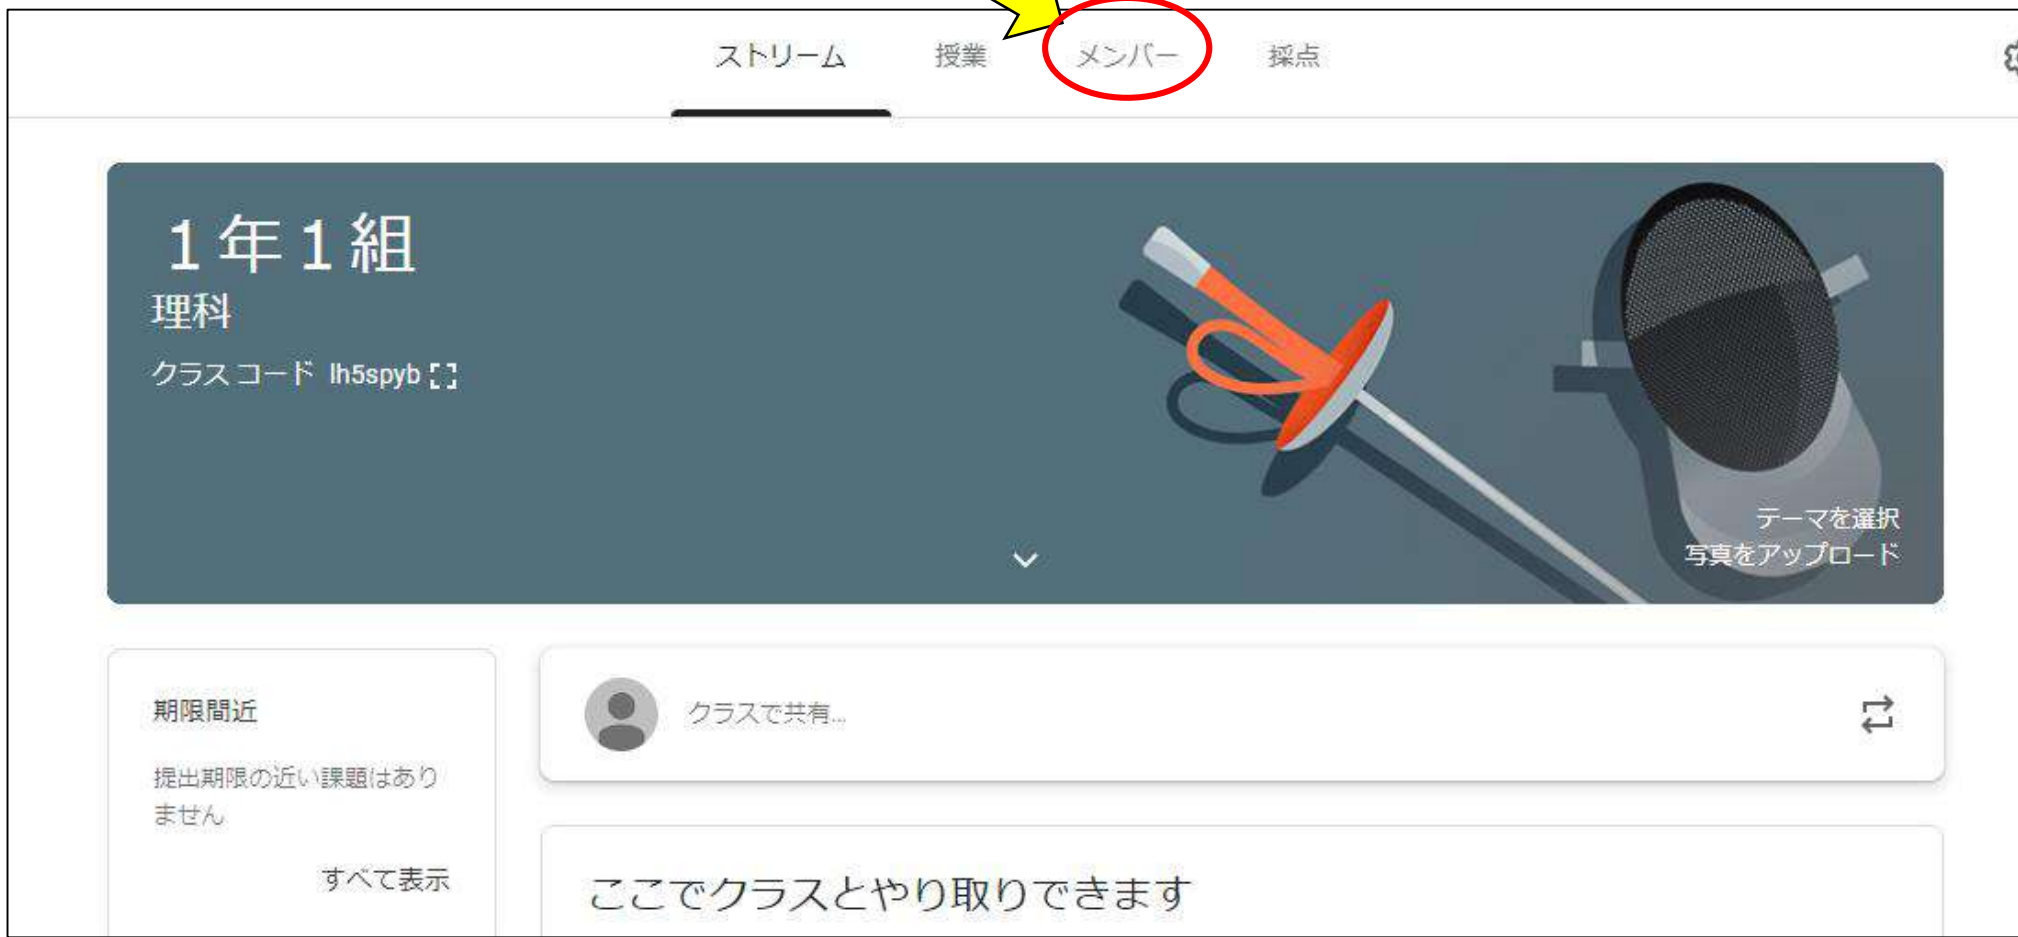 ストリーム 授業 メンバー 採点
１年１組
理科
クラス コード lh5spyb
テーマを選択
写真をアップロード
期限間近
提出期限の近い課題はあり
ません
すべて表示
クラスで共有...
ここでクラスとやり取りできます